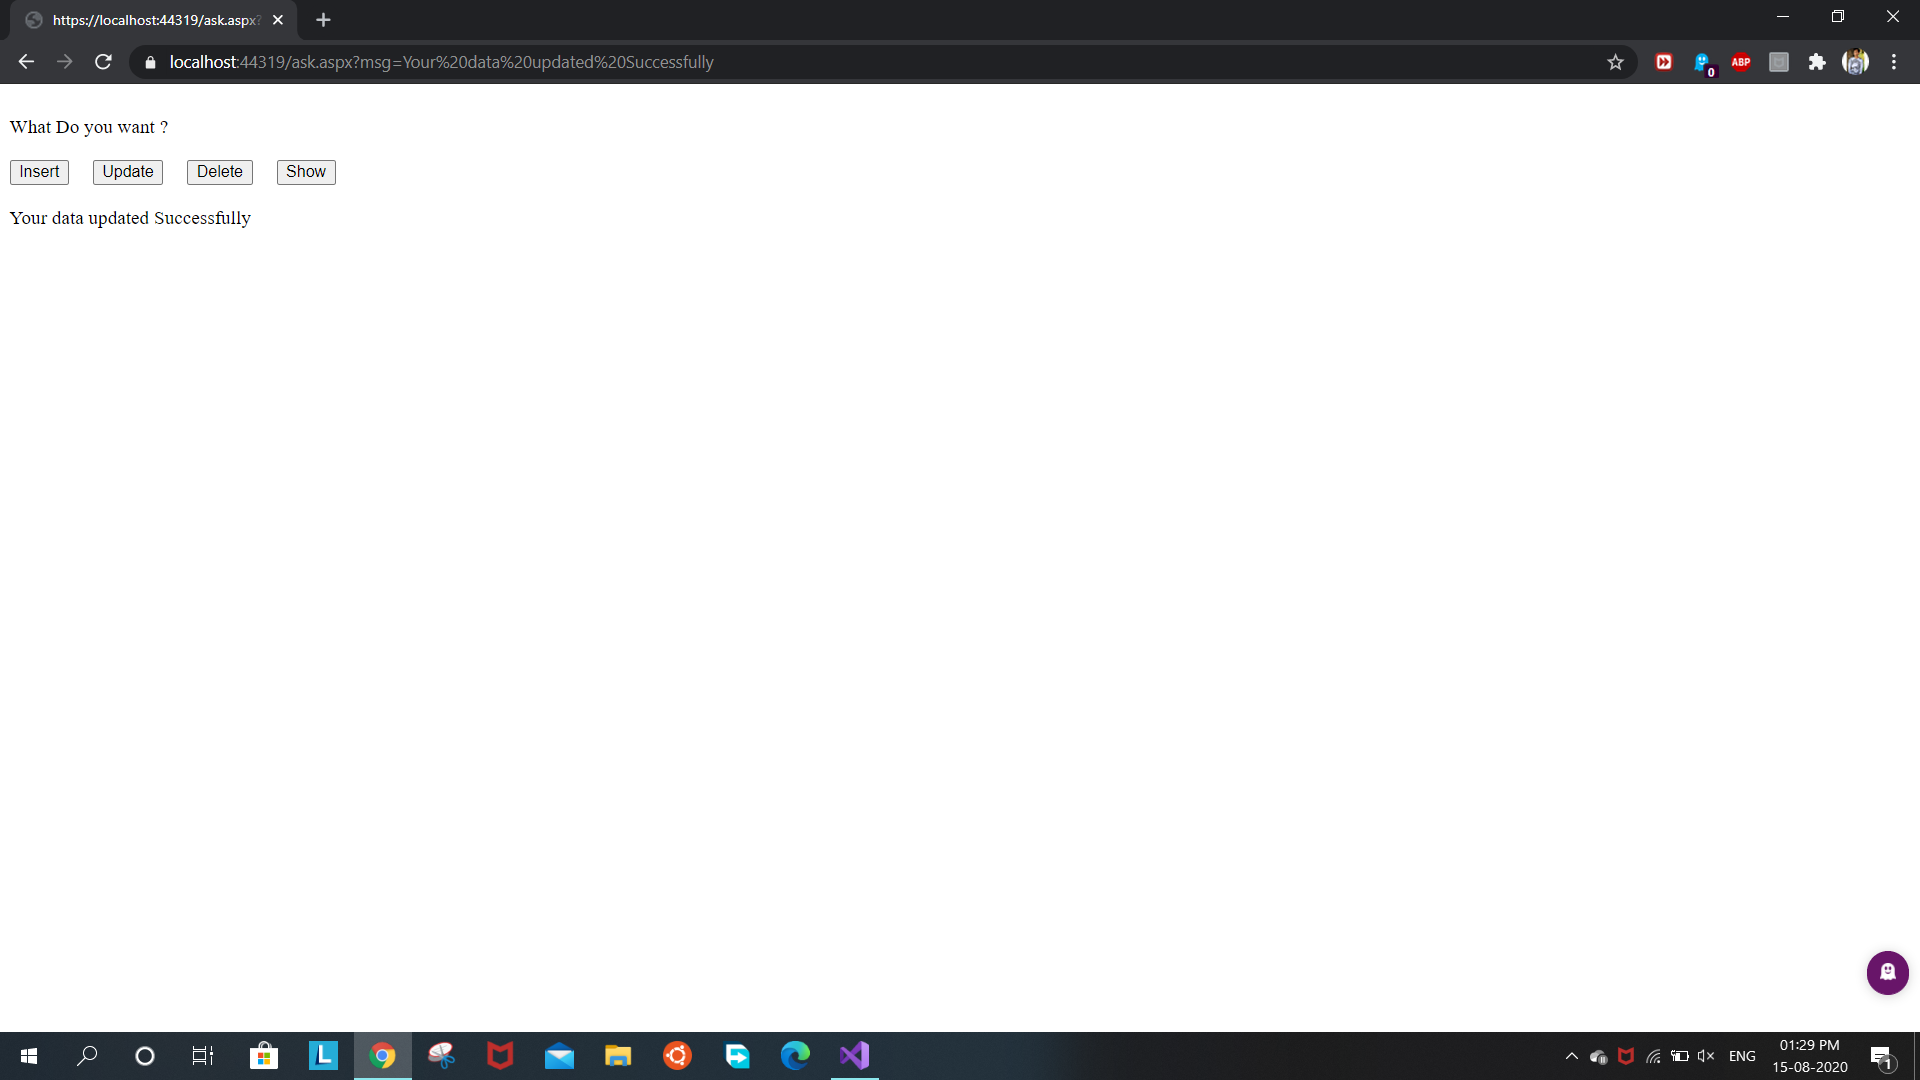 https://localhost:44319/ask.aspx?
localhost:44319/ask.aspx?msg=Your%20data%20updated%20Successfully
0
ABP
What Do you want ?
Insert Update Delete Show
Your data updated Successfully
L
ENG
01:29 PM
15-08-2020
1